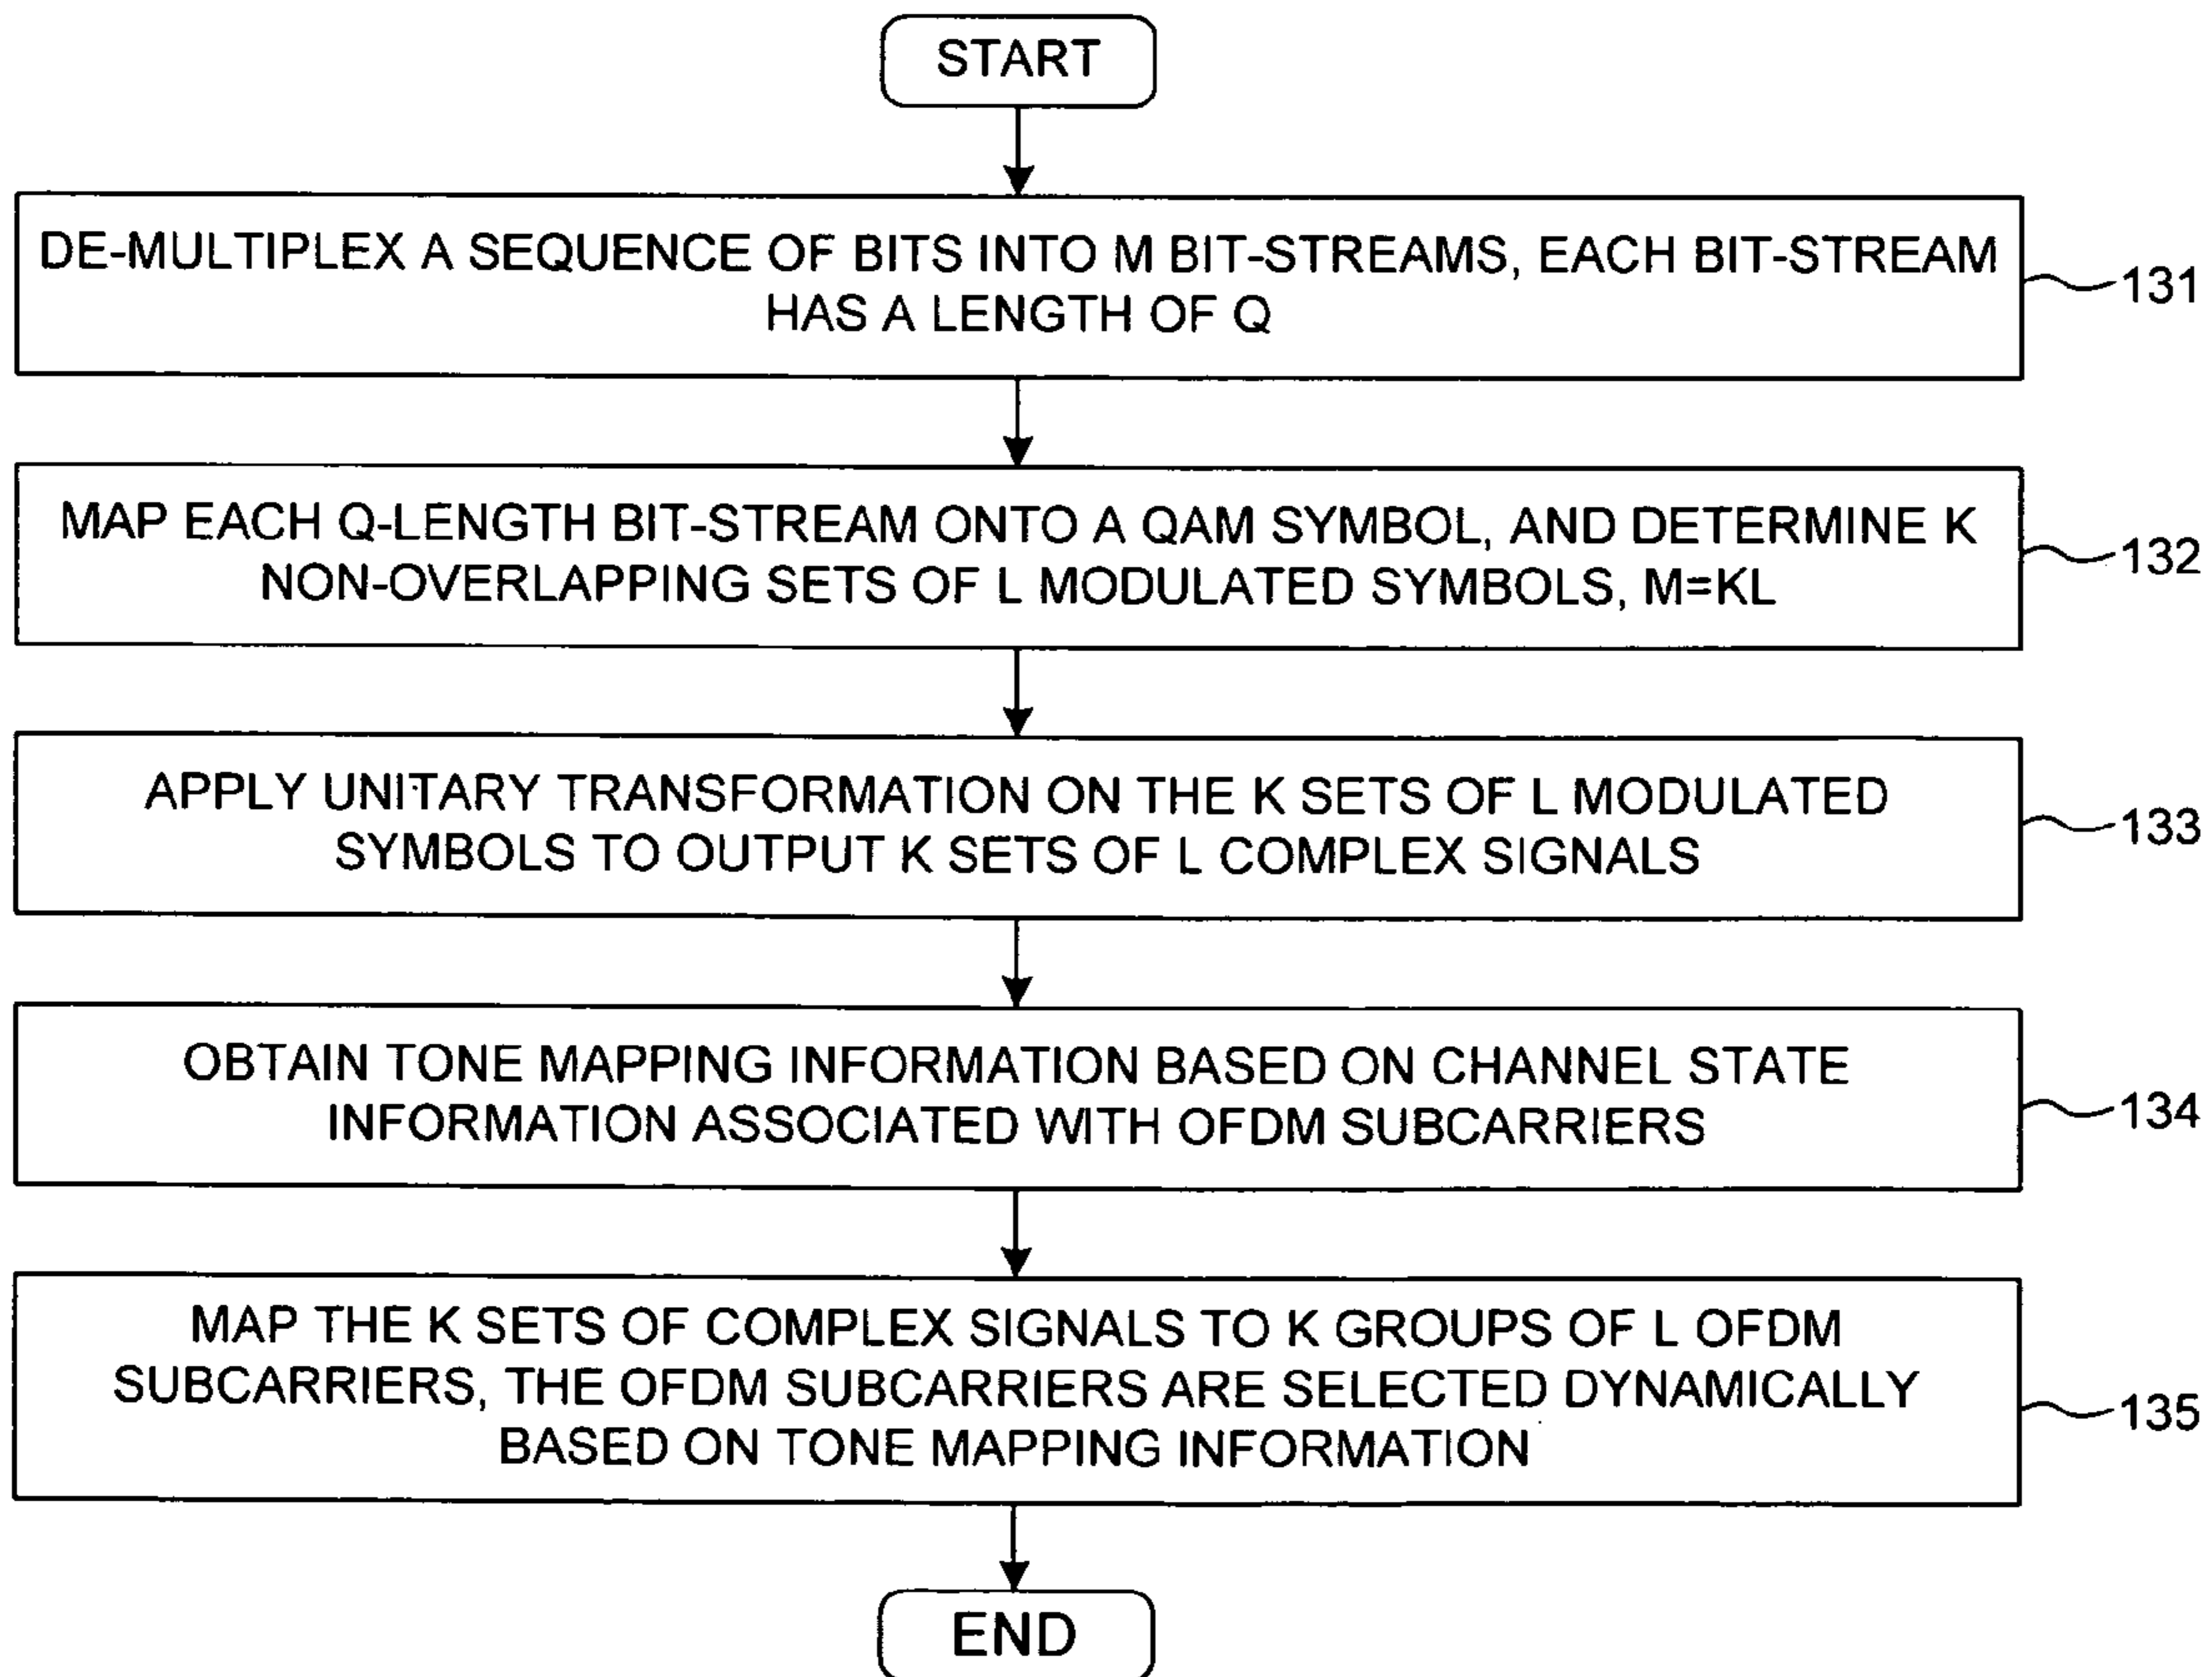 START
DE-MULTIPLEX A SEQUENCE OF BITS INTO M BIT-STREAMS, EACH BIT-STREAM
HAS A LENGTH OF Q
131
MAP EACH Q-LENGTH BIT-STREAM ONTO A QAM SYMBOL, AND DETERMINE K
NON-OVERLAPPING SETS OF L MODULATED SYMBOLS, M=KL
132
APPLY UNITARY TRANSFORMATION ON THE K SETS OF L MODULATED
SYMBOLS TO OUTPUT K SETS OF L COMPLEX SIGNALS
133
OBTAIN TONE MAPPING INFORMATION BASED ON CHANNEL STATE
INFORMATION ASSOCIATED WITH OFDM SUBCARRIERS
134
MAP THE K SETS OF COMPLEX SIGNALS TO K GROUPS OF L OFDM
SUBCARRIERS, THE OFDM SUBCARRIERS ARE SELECTED DYNAMICALLY
BASED ON TONE MAPPING INFORMATION
135
END